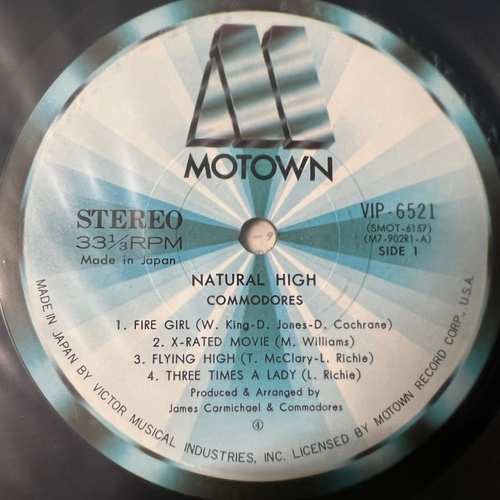 M
MOTOWN
STEREO
33⅓RPM
Made in Japan
VIP-6521
(SMOT-6157)
(M7-902R1-A)
SIDE 1
NATURAL HIGH
COMMODORES
1. FIRE GIRL (W. King-D. Jones-D. Cochrane)
2. X-RATED MOVIE (M. Williams)
3. FLYING HIGH (T. McClary-L. Richie)
4. THREE TIMES A LADY (L. Richie)
Produced & Arranged by
James Carmichael & Commodores
④
MADE IN JAPAN BY VICTOR MUSICAL INDUSTRIES, INC. LICENSED BY MOTOWN RECORD CORP. U.S.A.